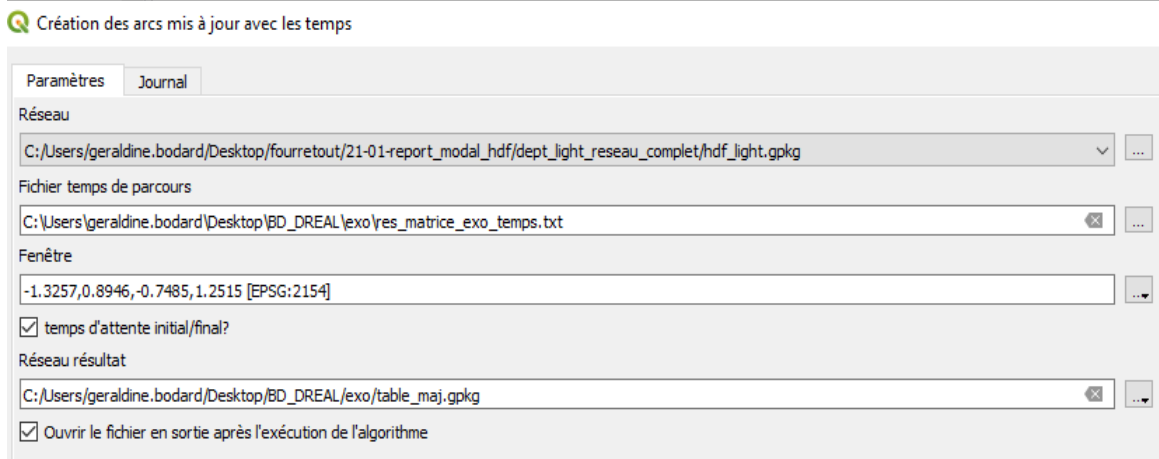 Création des arcs mis à jour avec les temps
Paramètres
Journal
Réseau
C:/Users/geraldine.bodard/Desktop/fourretout/21-01-report_modal_hdf/dept_light_reseau_complet/hdf_light.gpkg
...
Fichier temps de parcours
C:\Users\geraldine.bodard\Desktop\BD_DREAL\exo\res_matrice_exo_temps.txt
...
Fenêtre
-1.3257,0.8946,-0.7485,1.2515 [EPSG:2154]
...
temps d'attente initial/final?
Réseau résultat
C:/Users/geraldine.bodard/Desktop/BD_DREAL/exo/table_maj.gpkg
...
Ouvrir le fichier en sortie après l'exécution de l'algorithme